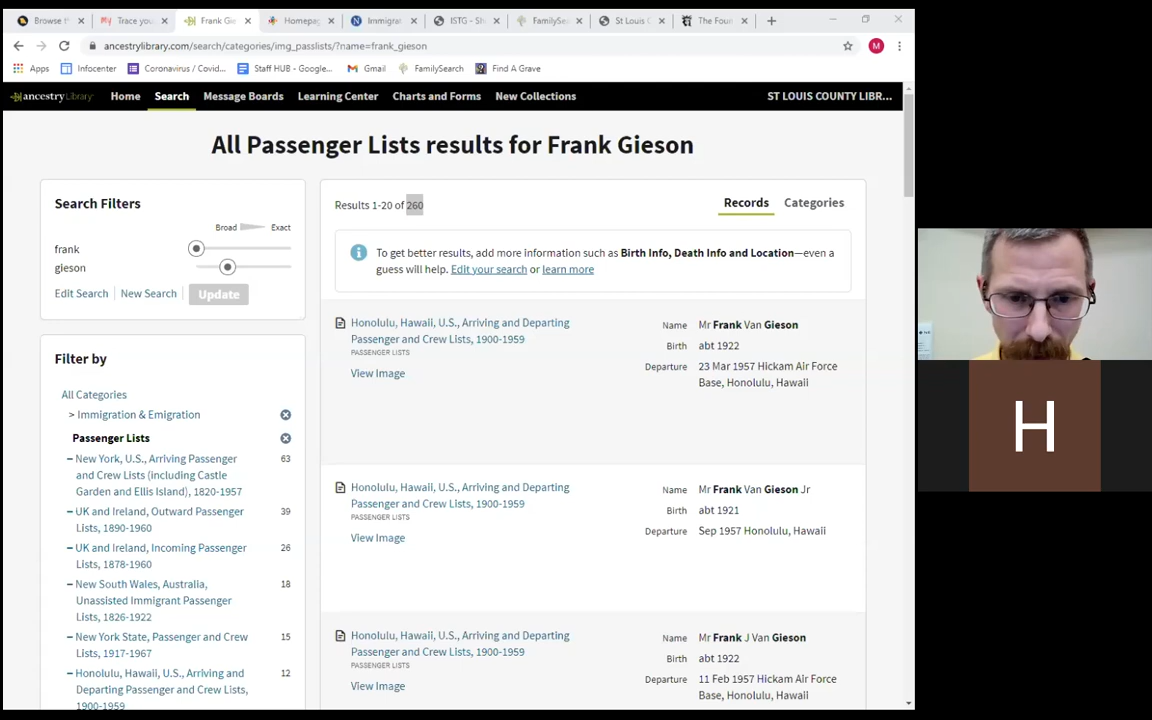 Browse th
Trace your
Frank Gie
Homepag
Immigrat
ISTG - Sh
FamilySea
St Louis C
The Foun
ancestrylibrary.com/search/categories/img_passlists/?name=frank_gieson
M
Apps
Infocenter
Coronavirus / Covid...
Staff HUB - Google...
Gmail
FamilySearch
Find A Grave
ancestryLibrary
Home
Search
Message Boards
Learning Center
Charts and Forms
New Collections
ST LOUIS COUNTY LIBR...
All Passenger Lists results for Frank Gieson
Search Filters
Broad
Exact
frank
gieson
Edit Search
New Search
Update
Filter by
All Categories
> Immigration & Emigration
Passenger Lists
New York, U.S., Arriving Passenger 63
and Crew Lists (including Castle
Garden and Ellis Island), 1820-1957
UK and Ireland, Outward Passenger 39
Lists, 1890-1960
UK and Ireland, Incoming Passenger 26
Lists, 1878-1960
New South Wales, Australia, 18
Unassisted Immigrant Passenger
Lists, 1826-1922
New York State, Passenger and Crew 15
Lists, 1917-1967
Honolulu, Hawaii, U.S., Arriving and 12
Departing Passenger and Crew Lists,
1900-1959
Results 1-20 of 260
Records
Categories
To get better results, add more information such as Birth Info, Death Info and Location—even a
guess will help. Edit your search or learn more
Honolulu, Hawaii, U.S., Arriving and Departing
Passenger and Crew Lists, 1900-1959
PASSENGER LISTS
View Image
Name Mr Frank Van Gieson
Birth abt 1922
Departure 23 Mar 1957 Hickam Air Force
Base, Honolulu, Hawaii
Honolulu, Hawaii, U.S., Arriving and Departing
Passenger and Crew Lists, 1900-1959
PASSENGER LISTS
View Image
Name Mr Frank Van Gieson Jr
Birth abt 1921
Departure Sep 1957 Honolulu, Hawaii
Honolulu, Hawaii, U.S., Arriving and Departing
Passenger and Crew Lists, 1900-1959
PASSENGER LISTS
View Image
Name Mr Frank J Van Gieson
Birth abt 1922
Departure 11 Feb 1957 Hickam Air Force
Base, Honolulu, Hawaii
H